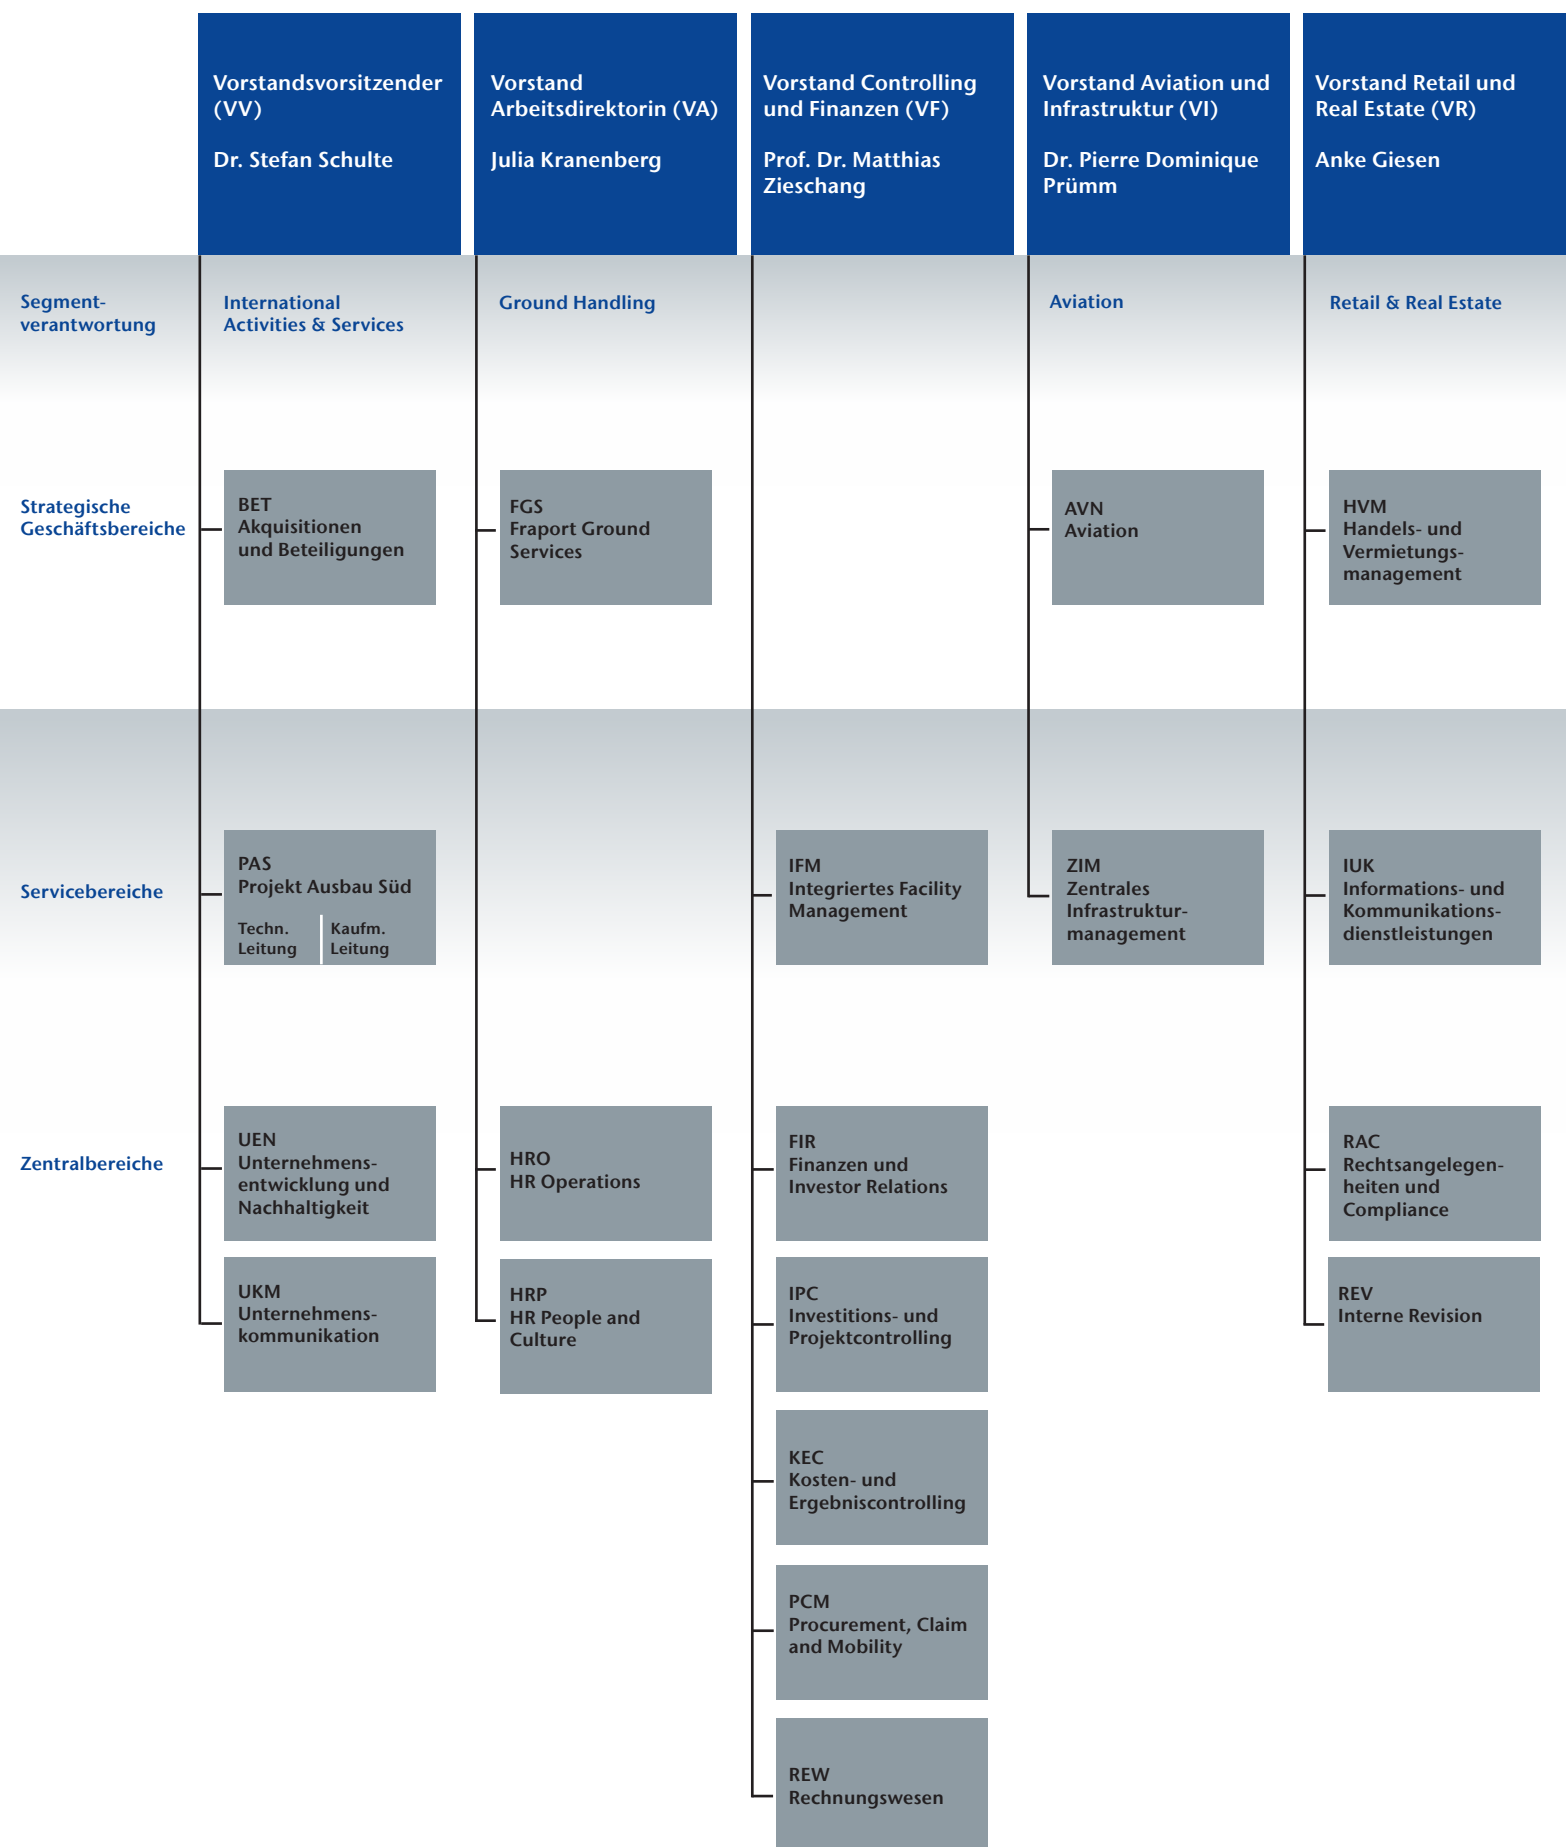 Vorstandsvorsitzender
(VV)
Dr. Stefan Schulte
Vorstand
Arbeitsdirektorin (VA)
Julia Kranenberg
Vorstand Controlling
und Finanzen (VF)
Prof. Dr. Matthias
Zieschang
Vorstand Aviation und
Infrastruktur (VI)
Dr. Pierre Dominique
Prümm
Vorstand Retail und
Real Estate (VR)
Anke Giesen
Segment-
verantwortung
International
Activities & Services
Ground Handling
Aviation
Retail & Real Estate
Strategische
Geschäftsbereiche
BET
Akquisitionen
und Beteiligungen
FGS
Fraport Ground
Services
AVN
Aviation
HVM
Handels- und
Vermietungs-
management
Servicebereiche
PAS
Projekt Ausbau Süd
Techn.
Leitung
Kaufm.
Leitung
IFM
Integriertes Facility
Management
ZIM
Zentrales
Infrastruktur-
management
IUK
Informations- und
Kommunikations-
dienstleistungen
Zentralbereiche
UEN
Unternehmens-
entwicklung und
Nachhaltigkeit
HRO
HR Operations
FIR
Finanzen und
Investor Relations
RAC
Rechtsangelegen-
heiten und
Compliance
UKM
Unternehmens-
kommunikation
HRP
HR People and
Culture
IPC
Investitions- und
Projektcontrolling
REV
Interne Revision
KEC
Kosten- und
Ergebniscontrolling
PCM
Procurement, Claim
and Mobility
REW
Rechnungswesen